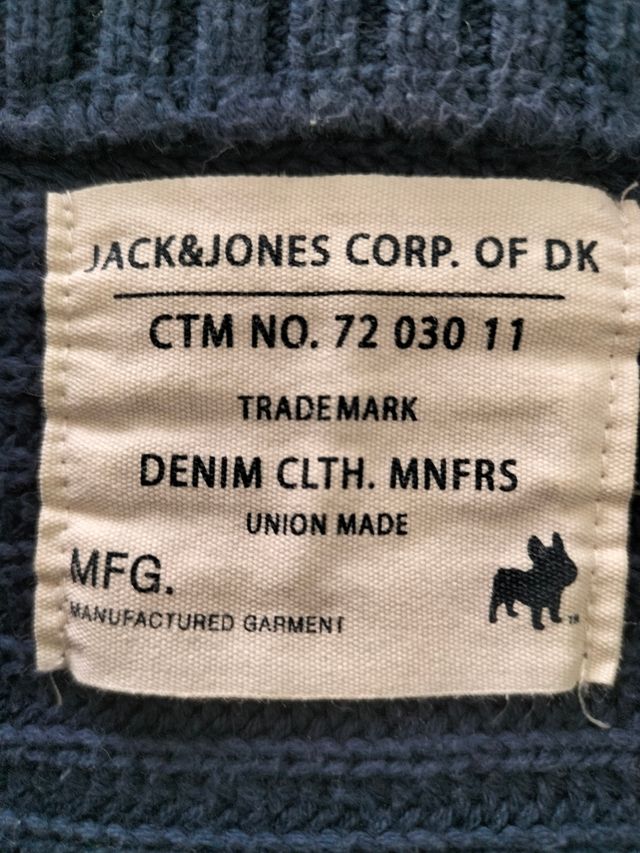 JACK&JONES CORP. OF DK
CTM NO. 72 030 11
TRADEMARK
DENIM CLTH. MNFRS
UNION MADE
MFG.
MANUFACTURED GARMENT
TM